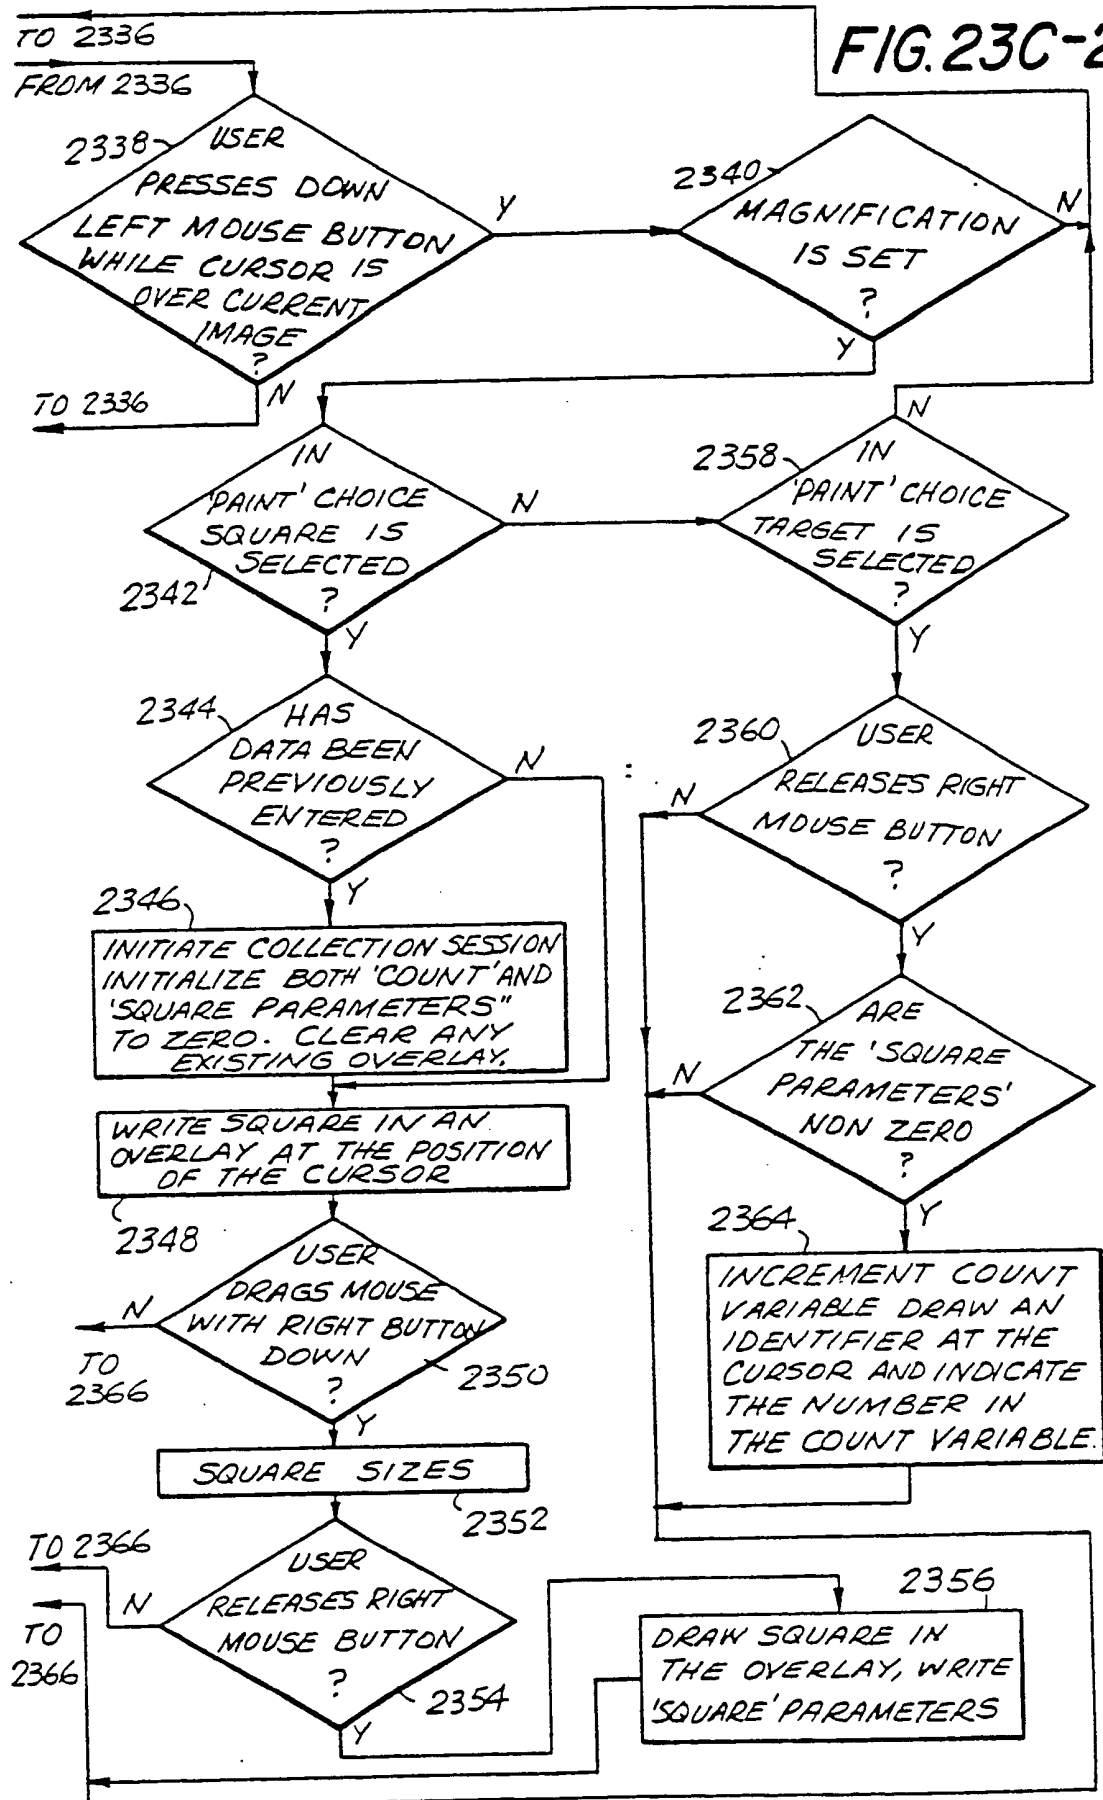 TO 2336
FIG. 23C-2
FROM 2336
2338
USER
PRESSES DOWN
LEFT MOUSE BUTTON
WHILE CURSOR IS
OVER CURRENT
IMAGE
?
Y
N
TO 2336
2340
MAGNIFICATION
IS SET
?
N
Y
IN
'PAINT' CHOICE
SQUARE IS
SELECTED
?
2342
N
Y
2358
IN
'PAINT' CHOICE
TARGET IS
SELECTED
?
N
Y
2344
HAS
DATA BEEN
PREVIOUSLY
ENTERED
?
N
Y
2360
USER
RELEASES RIGHT
MOUSE BUTTON
?
N
Y
2346
INITIATE COLLECTION SESSION
INITIALIZE BOTH 'COUNT' AND
'SQUARE PARAMETERS"
TO ZERO. CLEAR ANY
EXISTING OVERLAY.
2362
ARE
THE 'SQUARE
PARAMETERS'
NON ZERO
?
N
Y
WRITE SQUARE IN AN
OVERLAY AT THE POSITION
OF THE CURSOR
2348
2364
INCREMENT COUNT
VARIABLE DRAW AN
IDENTIFIER AT THE
CURSOR AND INDICATE
THE NUMBER IN
THE COUNT VARIABLE.
USER
DRAGS MOUSE
WITH RIGHT BUTTON
DOWN
?
2350
N
TO
2366
Y
SQUARE SIZES
2352
TO 2366
USER
RELEASES RIGHT
MOUSE BUTTON
?
2354
N
Y
TO
2366
2356
DRAW SQUARE IN
THE OVERLAY, WRITE
'SQUARE' PARAMETERS